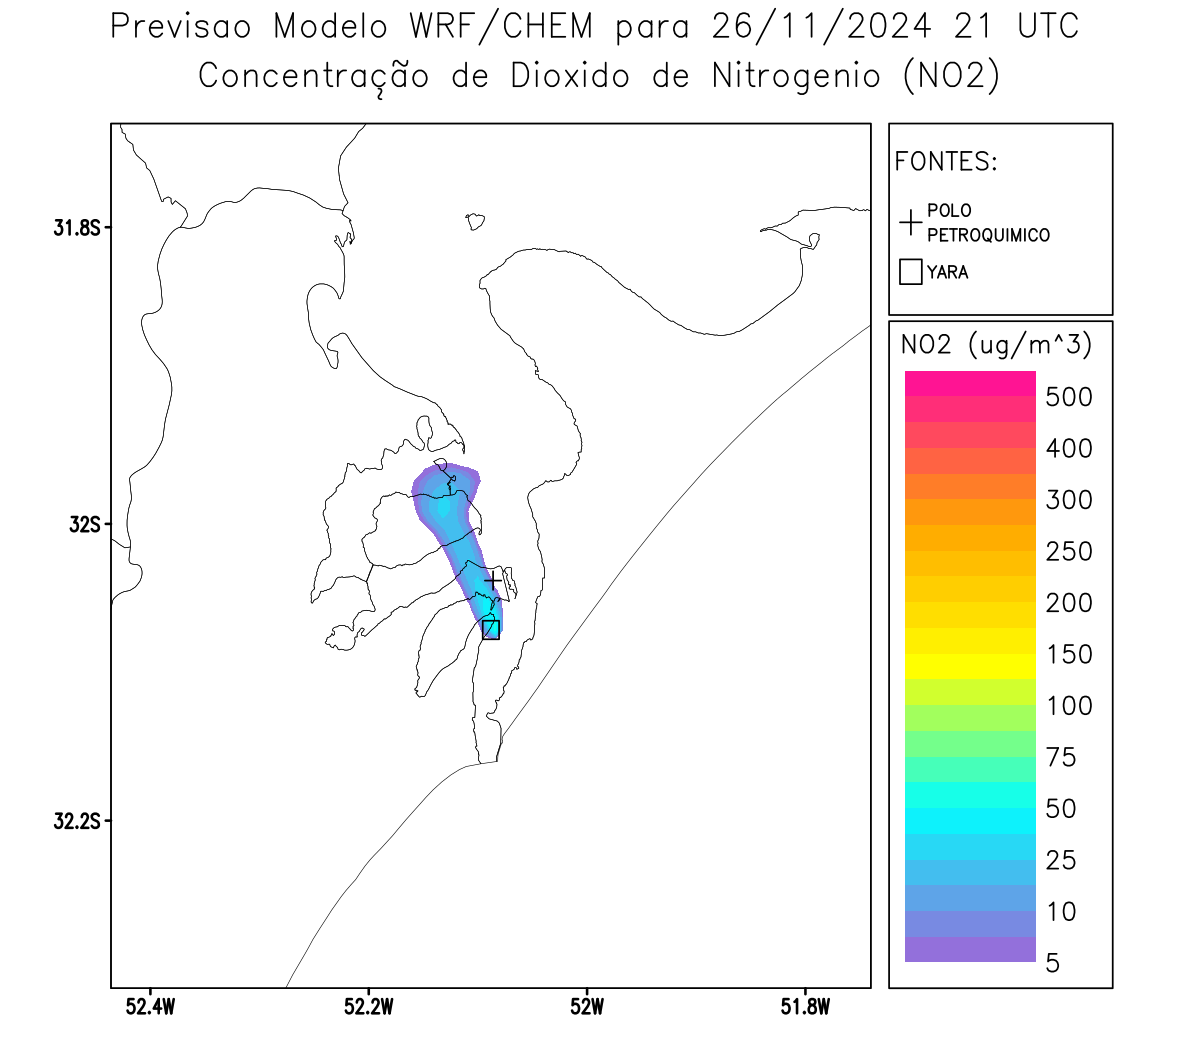 Previsao Modelo WRF/CHEM para 26/11/2024 21 UTC
Concentração de Dioxido de Nitrogenio (NO2)
FONTES:
POLO
PETROQUIMICO
YARA
NO2 (ug/m^3)
500
400
300
250
200
150
100
75
50
25
10
5
31.8S
32S
32.2S
52.4W
52.2W
52W
51.8W